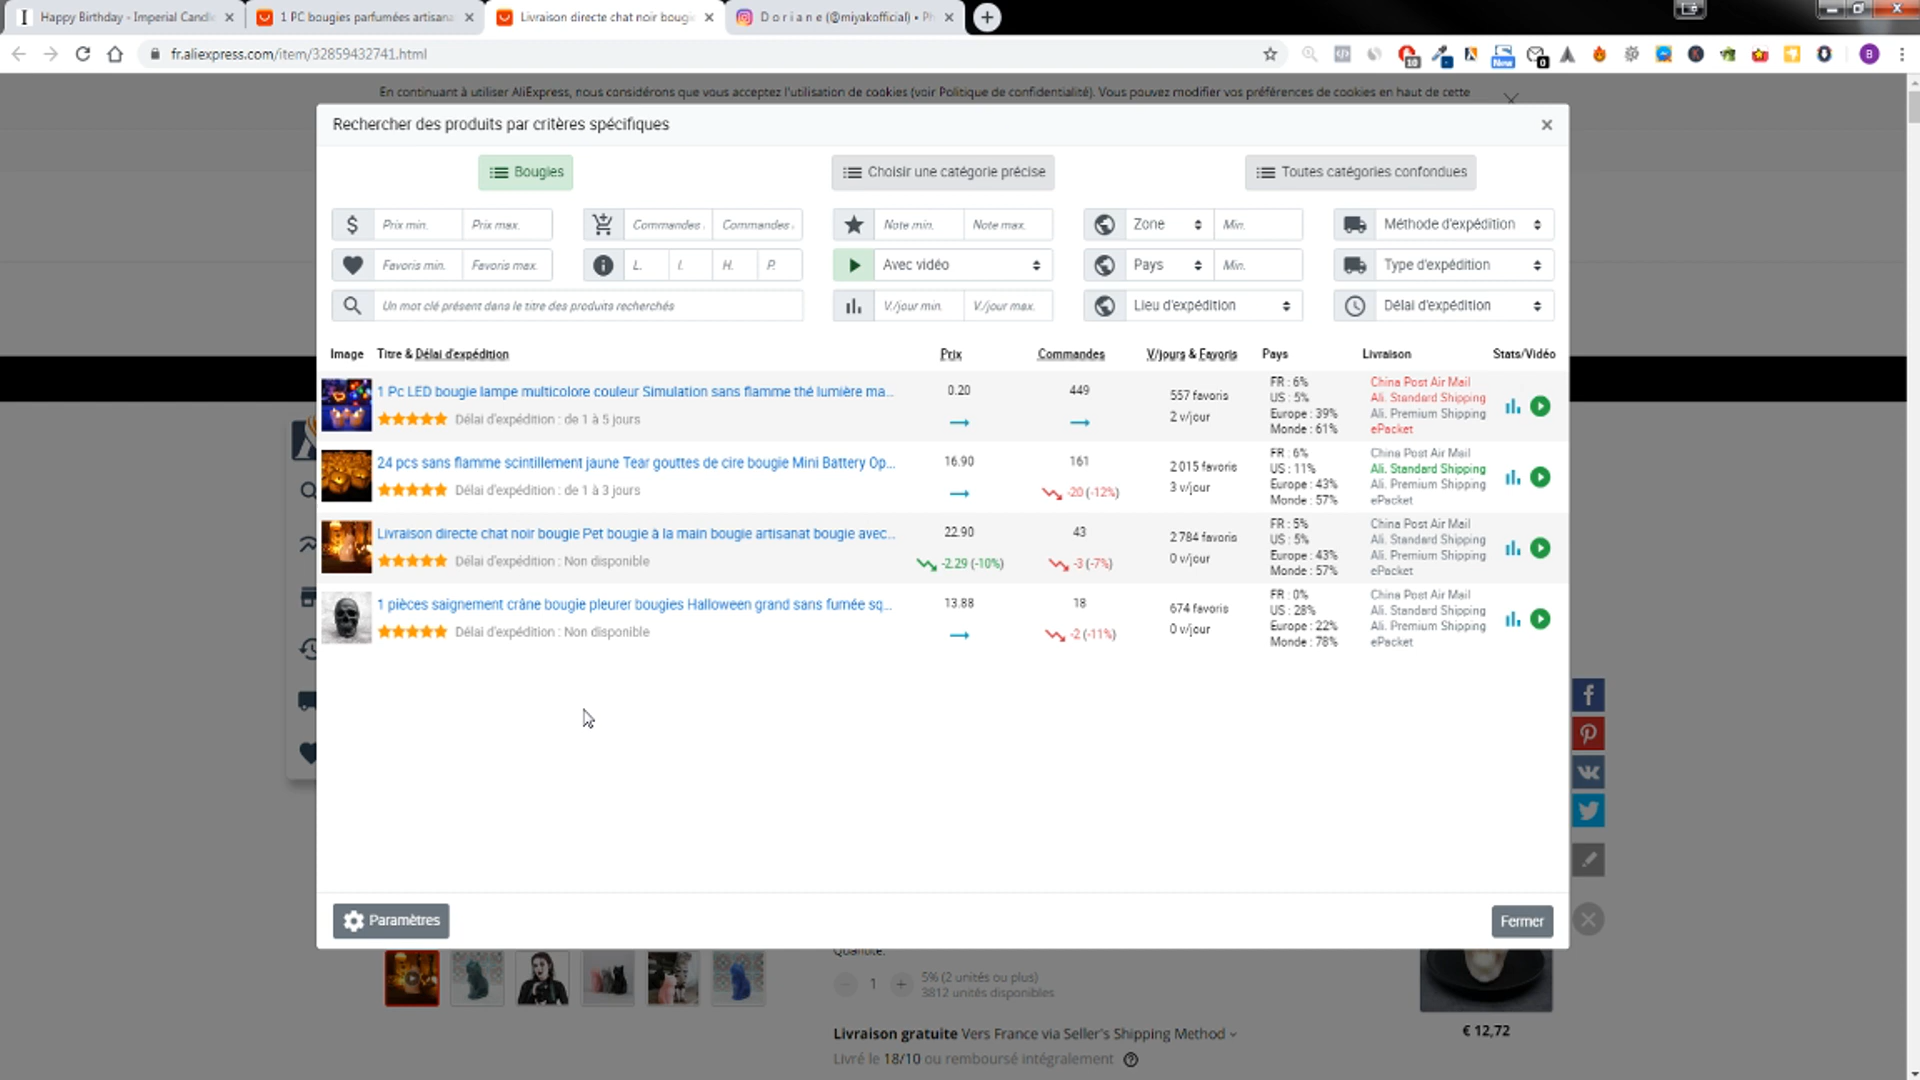 Happy Birthday - Imperial Candl
1 PC bougies parfumées artisana
Livraison directe chat noir bougi
D o r i a n e (@miyakofficial) • Ph
fr.aliexpress.com/item/32859432741.html
10
New
0
B
En continuant à utiliser AliExpress, nous considérons que vous acceptez l'utilisation de cookies (voir Politique de confidentialité). Vous pouvez modifier vos préférences de cookies en haut de cette
Rechercher des produits par critères spécifiques
Bougies
Choisir une catégorie précise
Toutes catégories confondues
Prix min. Prix max. Commandes Commandes Note min. Note max. Zone Min. Méthode d'expédition
Favoris min. Favoris max. L. l. H. P. Avec vidéo Pays Min. Type d'expédition
Un mot clé présent dans le titre des produits recherchés V./jour min. V./jour max. Lieu d'expédition Délai d'expédition
Image Titre & Délai d'expédition Prix Commandes V/jours & Favoris Pays Livraison Stats/Vidéo
1 Pc LED bougie lampe multicolore couleur Simulation sans flamme thé lumière ma...
Délai d'expédition : de 1 à 5 jours
0.20
449
557 favoris
2 v/jour
FR : 6%
US : 5%
Europe : 39%
Monde : 61%
China Post Air Mail
Ali. Standard Shipping
Ali. Premium Shipping
ePacket
24 pcs sans flamme scintillement jaune Tear gouttes de cire bougie Mini Battery Op...
Délai d'expédition : de 1 à 3 jours
16.90
161
-20 (-12%)
2 015 favoris
3 v/jour
FR : 6%
US : 11%
Europe : 43%
Monde : 57%
China Post Air Mail
Ali. Standard Shipping
Ali. Premium Shipping
ePacket
Livraison directe chat noir bougie Pet bougie à la main bougie artisanat bougie avec...
Délai d'expédition : Non disponible
22.90
-2.29 (-10%)
43
-3 (-7%)
2 784 favoris
0 v/jour
FR : 5%
US : 5%
Europe : 43%
Monde : 57%
China Post Air Mail
Ali. Standard Shipping
Ali. Premium Shipping
ePacket
1 pièces saignement crâne bougie pleurer bougies Halloween grand sans fumée sq...
Délai d'expédition : Non disponible
13.88
18
-2 (-11%)
674 favoris
0 v/jour
FR : 0%
US : 28%
Europe : 22%
Monde : 78%
China Post Air Mail
Ali. Standard Shipping
Ali. Premium Shipping
ePacket
Paramètres
Fermer
Quantité:
1
5% (2 unités ou plus)
3812 unités disponibles
Livraison gratuite Vers France via Seller's Shipping Method
Livré le 18/10 ou remboursé intégralement
€ 12,72